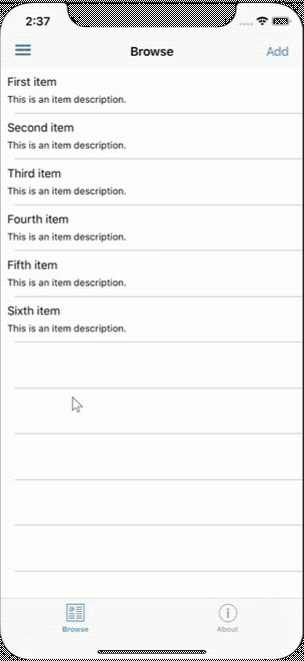 2:37
Browse
Add
First item
This is an item description.
Second item
This is an item description.
Third item
This is an item description.
Fourth item
This is an item description.
Fifth item
This is an item description.
Sixth item
This is an item description.
Browse
About